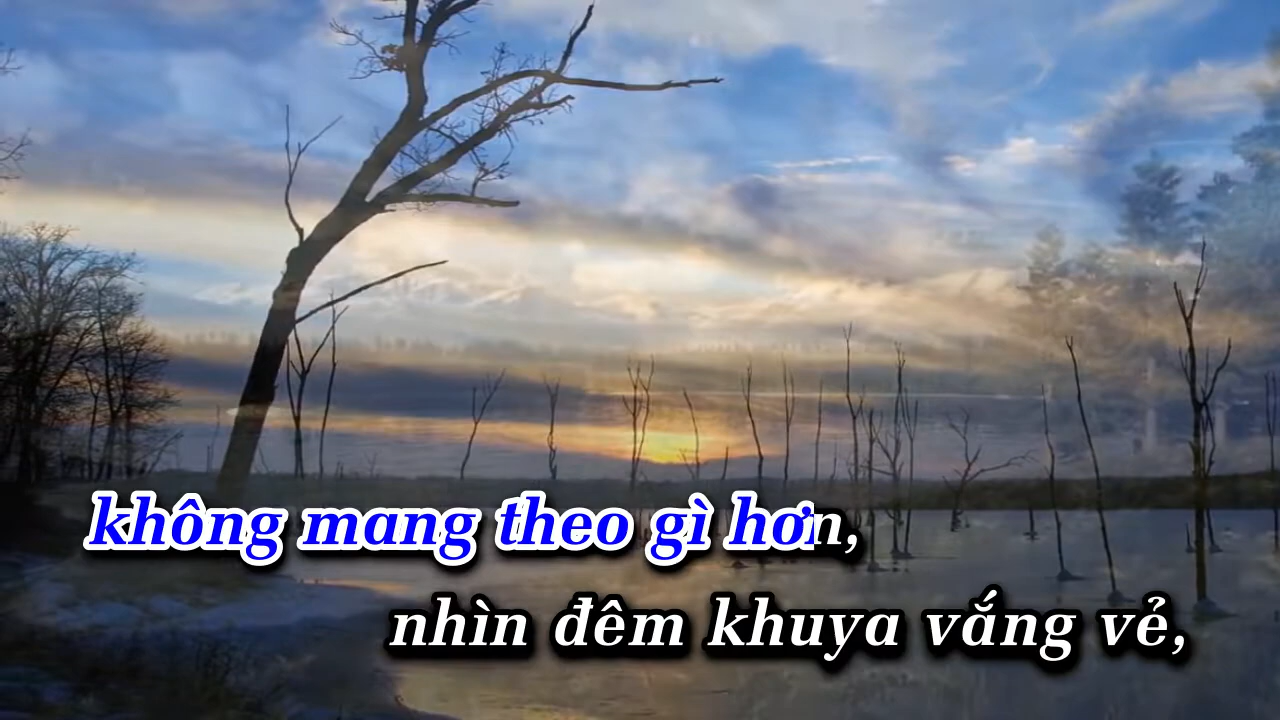 không mang theo gì hơn,
nhìn đêm khuya vắng vẻ,